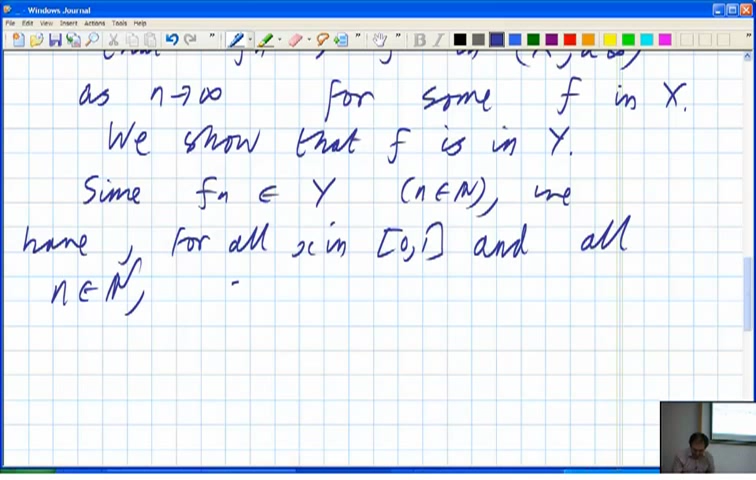 Windows Journal
File Edit View Insert Actions Tools Help
as n→∞ for some f in X.
We show that f is in Y.
Since fn ∈ Y (n∈ℕ), we
have, for all x in [0,1] and all
n∈ℕ,